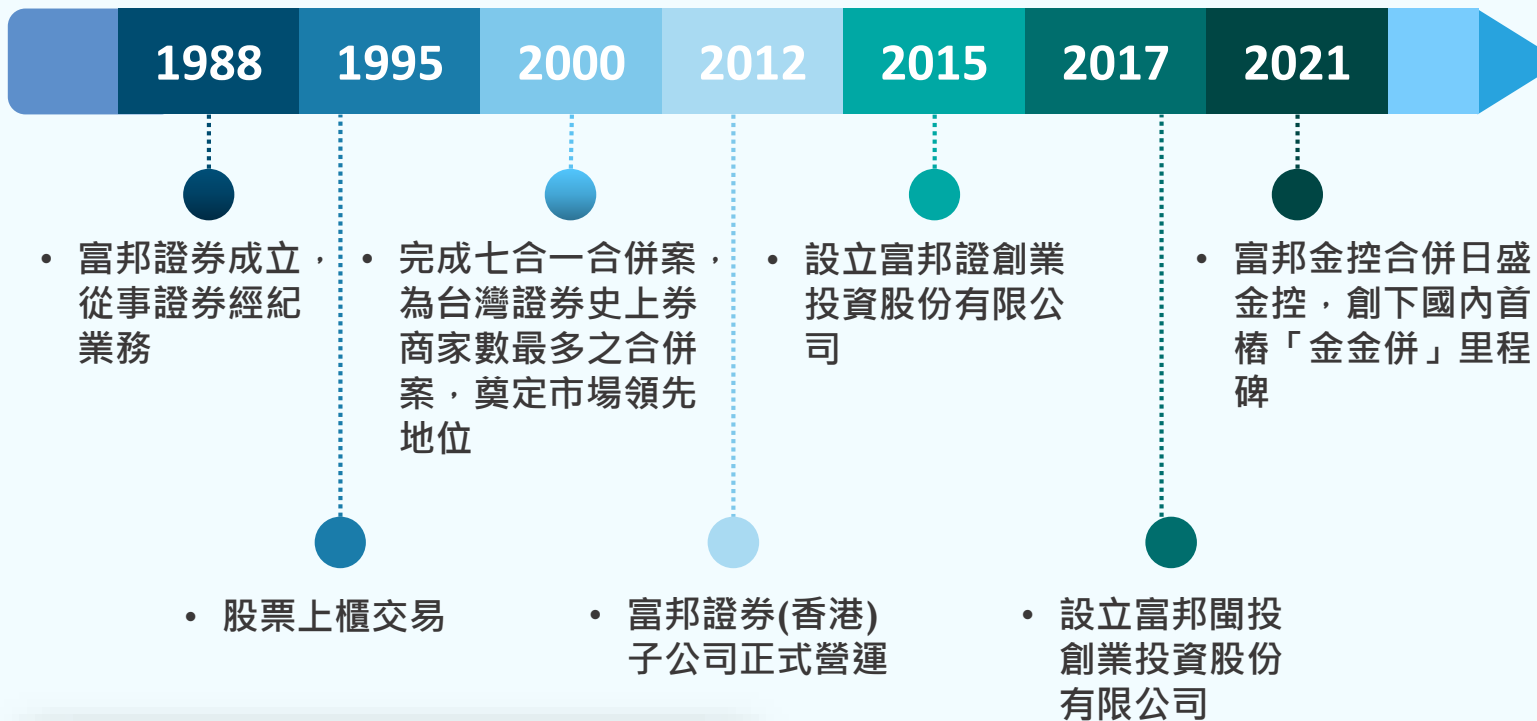 1988 1995 2000 2012 2015 2017 2021
• 富邦證券成立，
從事證券經紀
業務
• 完成七合一合併案，
為台灣證券史上券
商家數最多之合併
案，奠定市場領先
地位
• 設立富邦證創業
投資股份有限公
司
• 富邦金控合併日盛
金控，創下國內首
樁「金金併」里程
碑
• 股票上櫃交易
• 富邦證券(香港)
子公司正式營運
• 設立富邦閩投
創業投資股份
有限公司